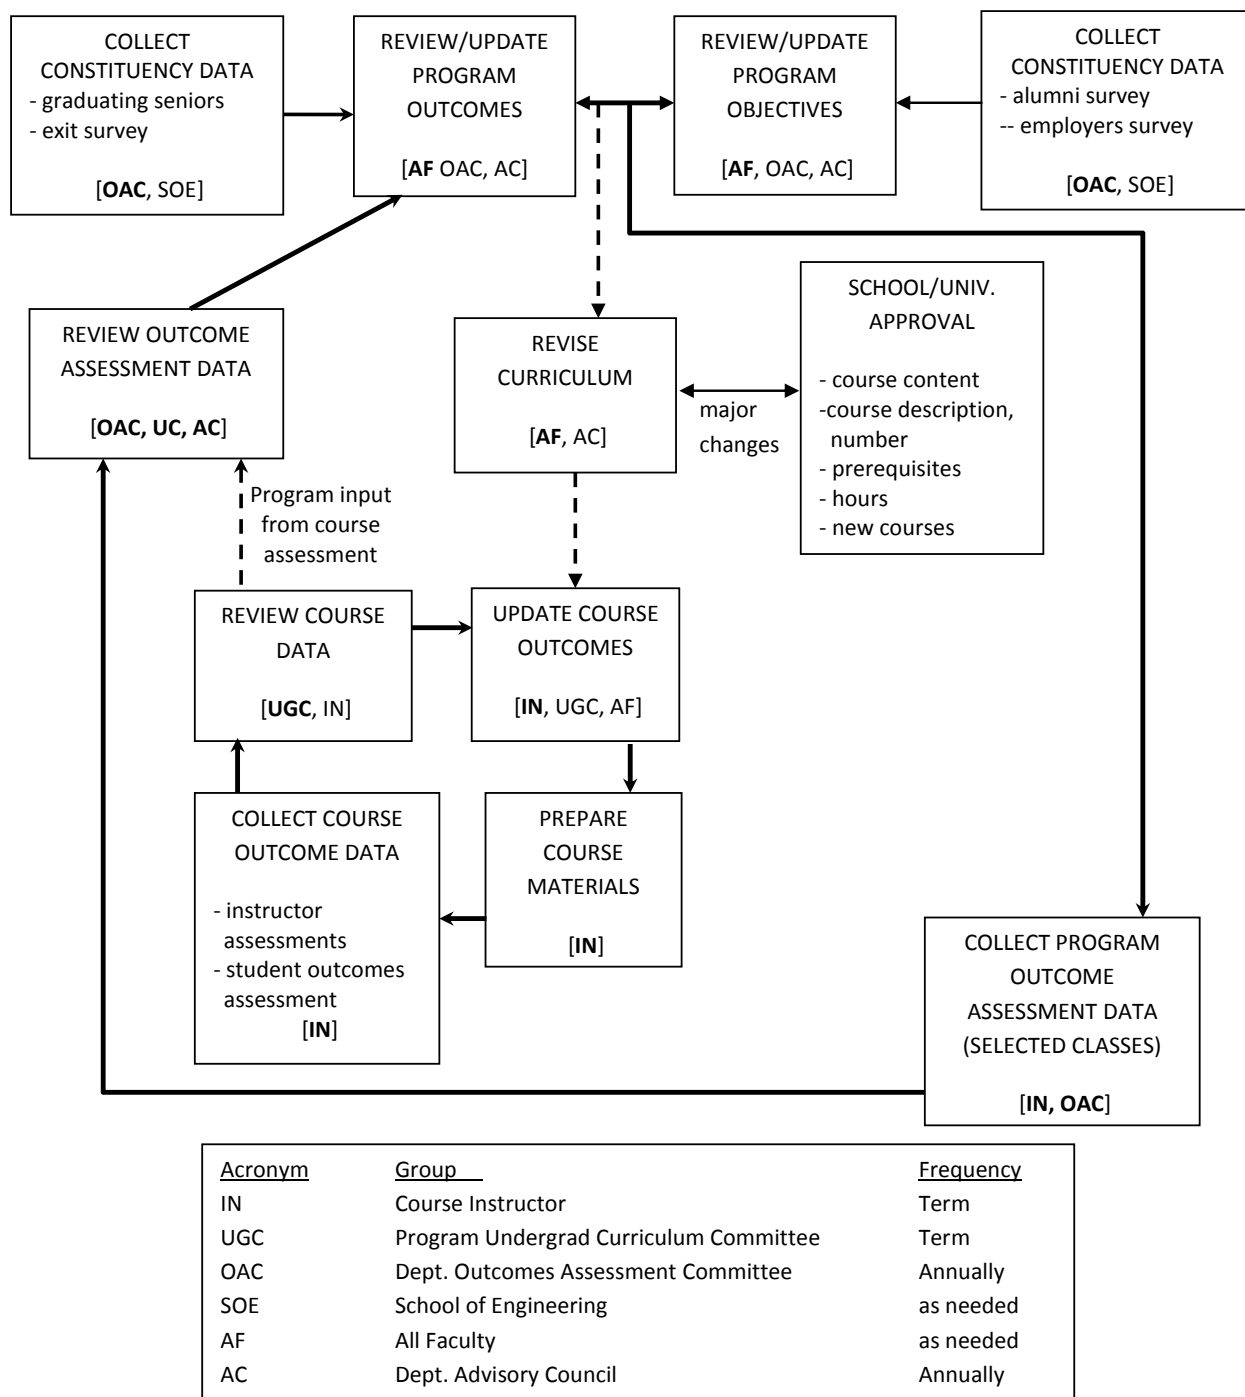 COLLECT
CONSTITUENCY DATA
- graduating seniors
- exit survey
[OAC, SOE]
REVIEW/UPDATE
PROGRAM
OUTCOMES
[AF OAC, AC]
REVIEW/UPDATE
PROGRAM
OBJECTIVES
[AF, OAC, AC]
COLLECT
CONSTITUENCY DATA
- alumni survey
-- employers survey
[OAC, SOE]
REVIEW OUTCOME
ASSESSMENT DATA
[OAC, UC, AC]
REVISE
CURRICULUM
[AF, AC]
major
changes
SCHOOL/UNIV.
APPROVAL
- course content
-course description,
number
- prerequisites
- hours
- new courses
Program input
from course
assessment
REVIEW COURSE
DATA
[UGC, IN]
UPDATE COURSE
OUTCOMES
[IN, UGC, AF]
COLLECT COURSE
OUTCOME DATA
- instructor
assessments
- student outcomes
assessment
[IN]
PREPARE
COURSE
MATERIALS
[IN]
COLLECT PROGRAM
OUTCOME
ASSESSMENT DATA
(SELECTED CLASSES)
[IN, OAC]
Acronym Group Frequency
IN Course Instructor Term
UGC Program Undergrad Curriculum Committee Term
OAC Dept. Outcomes Assessment Committee Annually
SOE School of Engineering as needed
AF All Faculty as needed
AC Dept. Advisory Council Annually